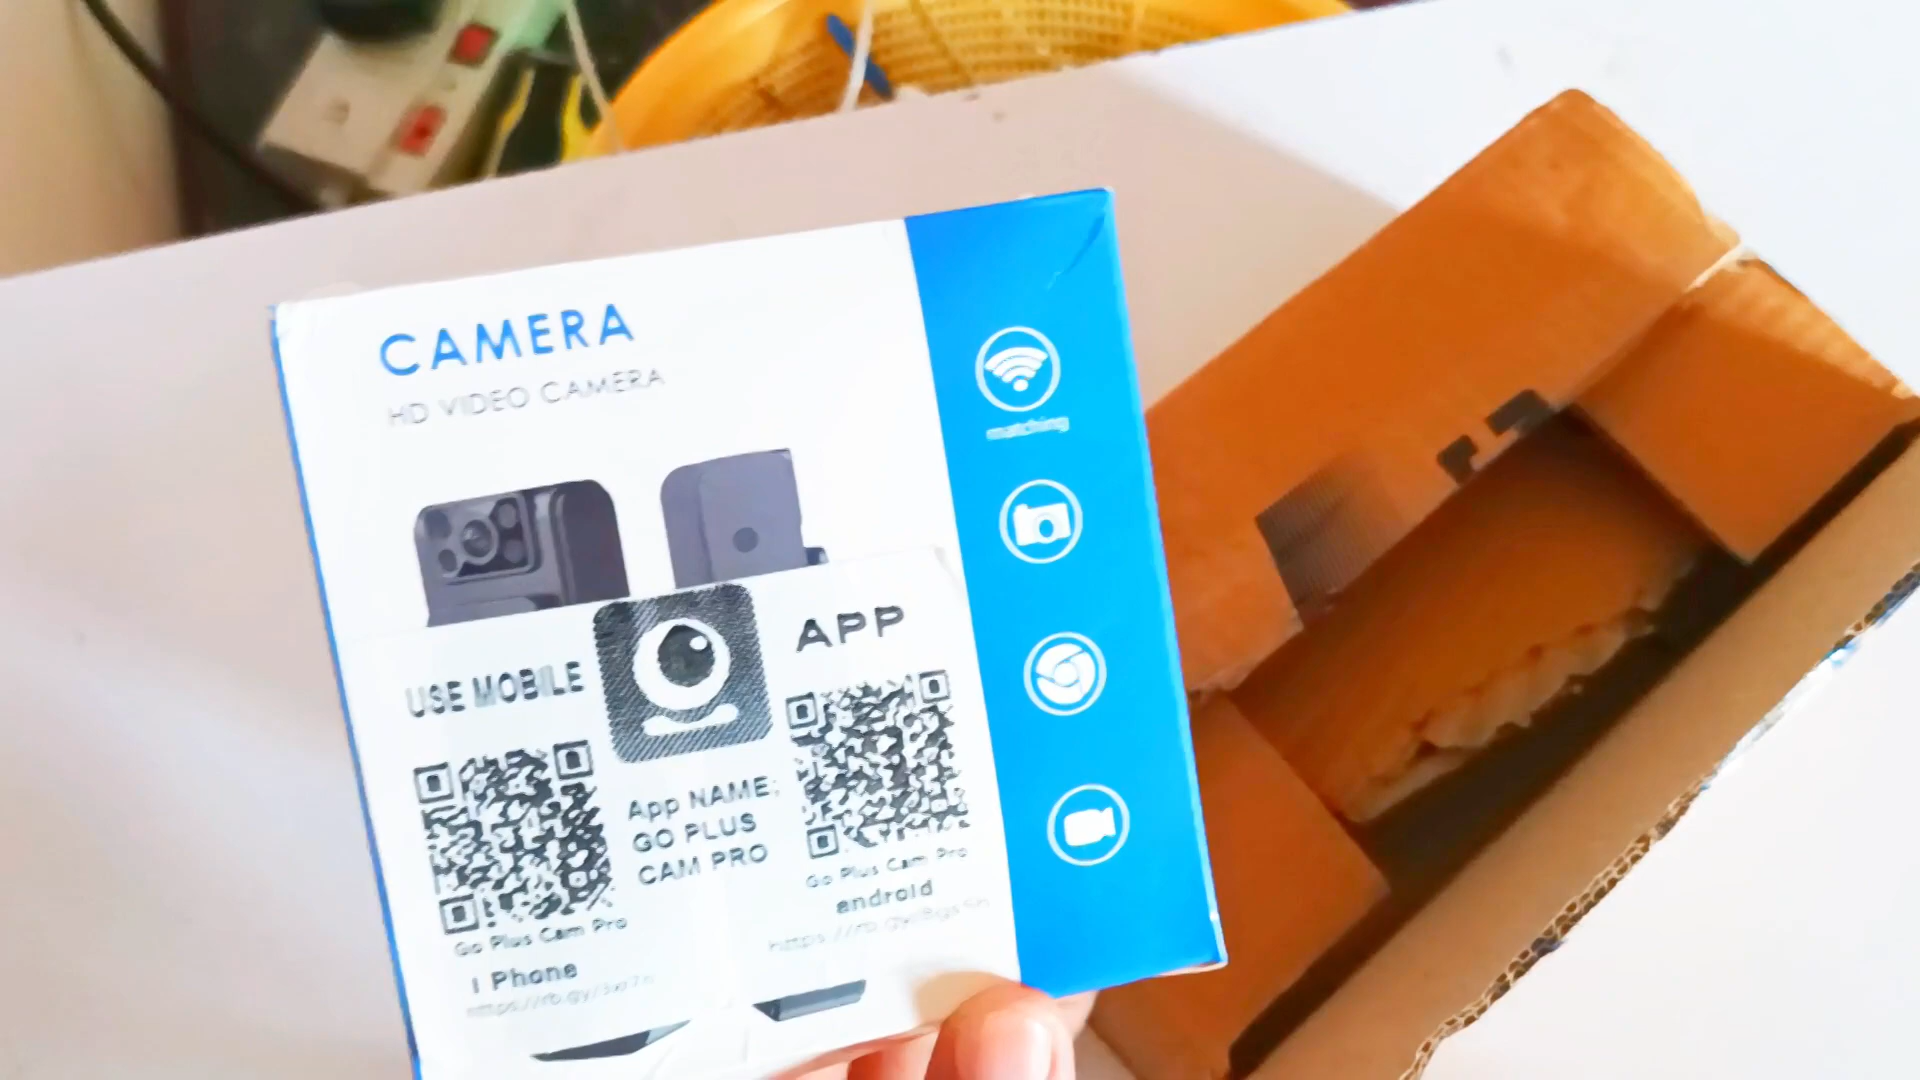 CAMERA
HD VIDEO CAMERA
matching
USE MOBILE
APP
App NAME:
GO PLUS
CAM PRO
Go Plus Cam Pro
android
Go Plus Cam Pro
I Phone